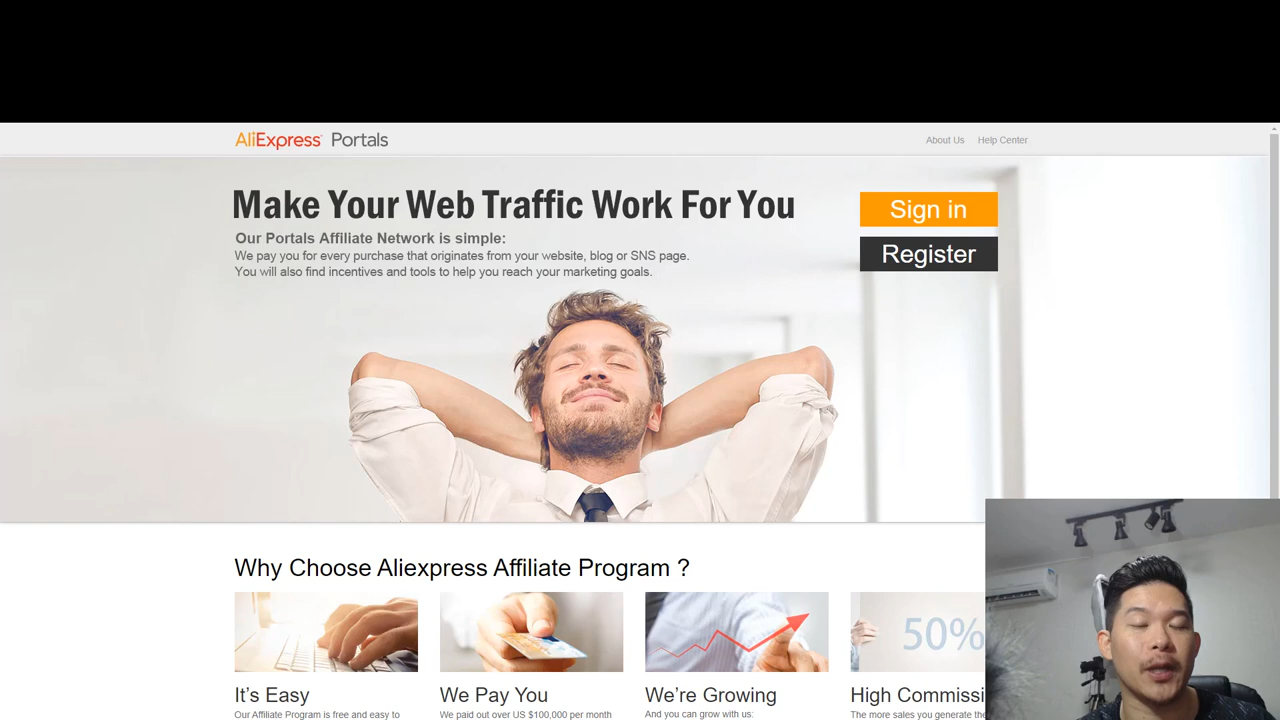 AliExpress Portals
About Us Help Center
Make Your Web Traffic Work For You
Sign in
Our Portals Affiliate Network is simple:
We pay you for every purchase that originates from your website, blog or SNS page.
Register
You will also find incentives and tools to help you reach your marketing goals.
Why Choose Aliexpress Affiliate Program ?
50%
It's Easy We Pay You We're Growing High Commissi
Our Affiliate Program is free and easy to We paid out over US $100,000 per month And you can grow with us: The more sales you generate the